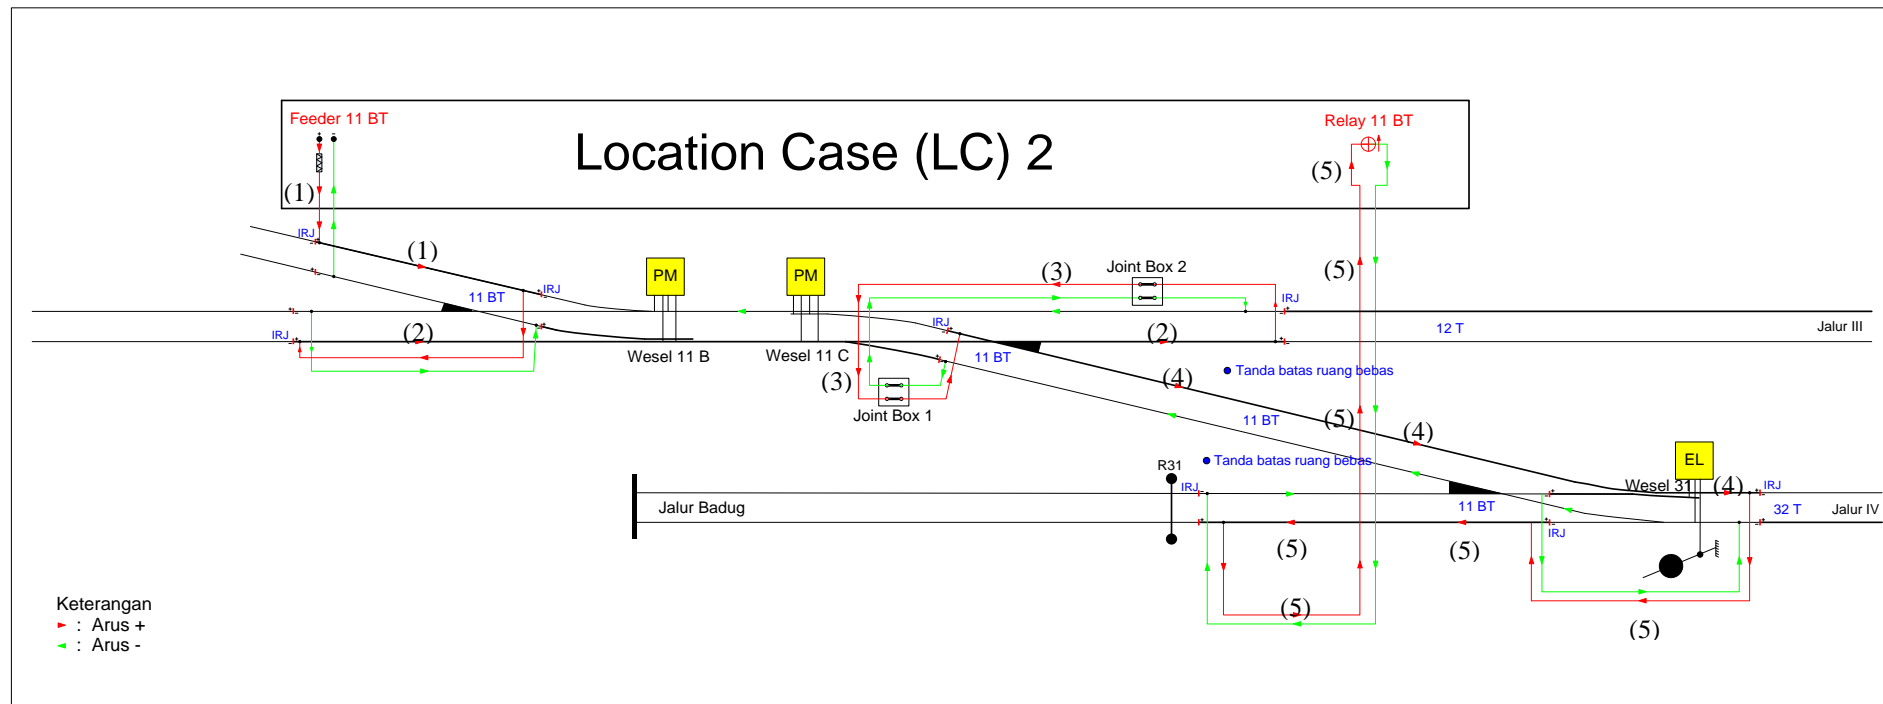 Feeder 11 BT
Relay 11 BT
+ -
Location Case (LC) 2
(5)
(1)
IRJ
(1)
PM
PM
(3)
Joint Box 2
(5)
11 BT
IRJ
IRJ
IRJ
(2)
IRJ
(2)
12 T
Jalur III
Wesel 11 B
Wesel 11 C
11 BT
(3)
Tanda batas ruang bebas
(4)
Joint Box 1
11 BT
(5)
(4)
R31
Tanda batas ruang bebas
EL
IRJ
Wesel 31
(4)
IRJ
Jalur Badug
11 BT
32 T
Jalur IV
(5)
(5)
IRJ
(5)
(5)
Keterangan
: Arus +
: Arus -